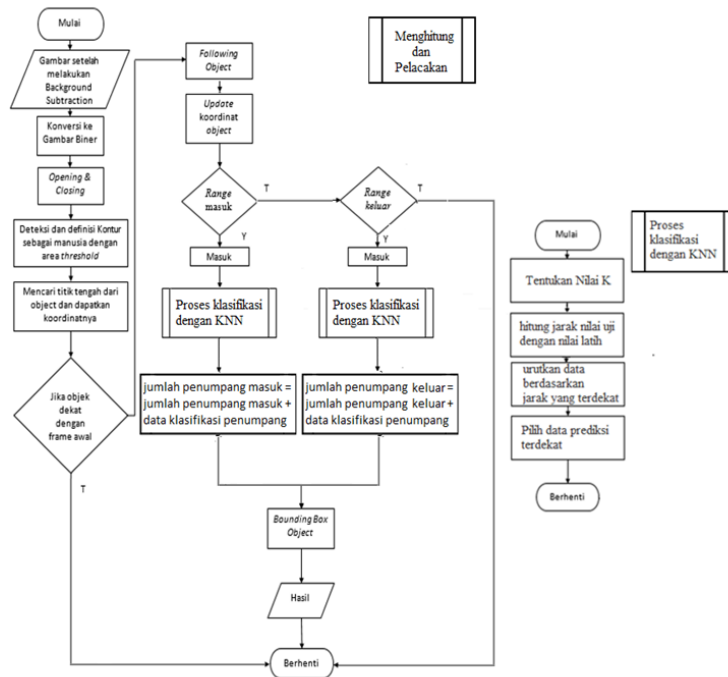 Mulai
Gambar setelah
melakukan
Background
Subtraction
Konversi ke
Gambar Biner
Opening &
Closing
Deteksi dan definisi Kontur
sebagai manusia dengan
area threshold
Mencari titik tengah dari
object dan dapatkan
koordinatnya
Jika objek
dekat
dengan
frame awal
T
Following
Object
Update
koordinat
object
Range
masuk
T
Y
Masuk
Proses klasifikasi
dengan KNN
jumlah penumpang masuk =
jumlah penumpang masuk +
data klasifikasi penumpang
Range
keluar
T
Y
Masuk
Proses klasifikasi
dengan KNN
jumlah penumpang keluar=
jumlah penumpang keluar+
data klasifikasi penumpang
Bounding Box
Object
Hasil
Berhenti
Menghitung
dan
Pelacakan
Mulai
Tentukan Nilai K
hitung jarak nilai uji
dengan nilai latih
urutkan data
berdasarkan
jarak yang terdekat
Pilih data prediksi
terdekat
Berhenti
Proses
klasifikasi
dengan KNN